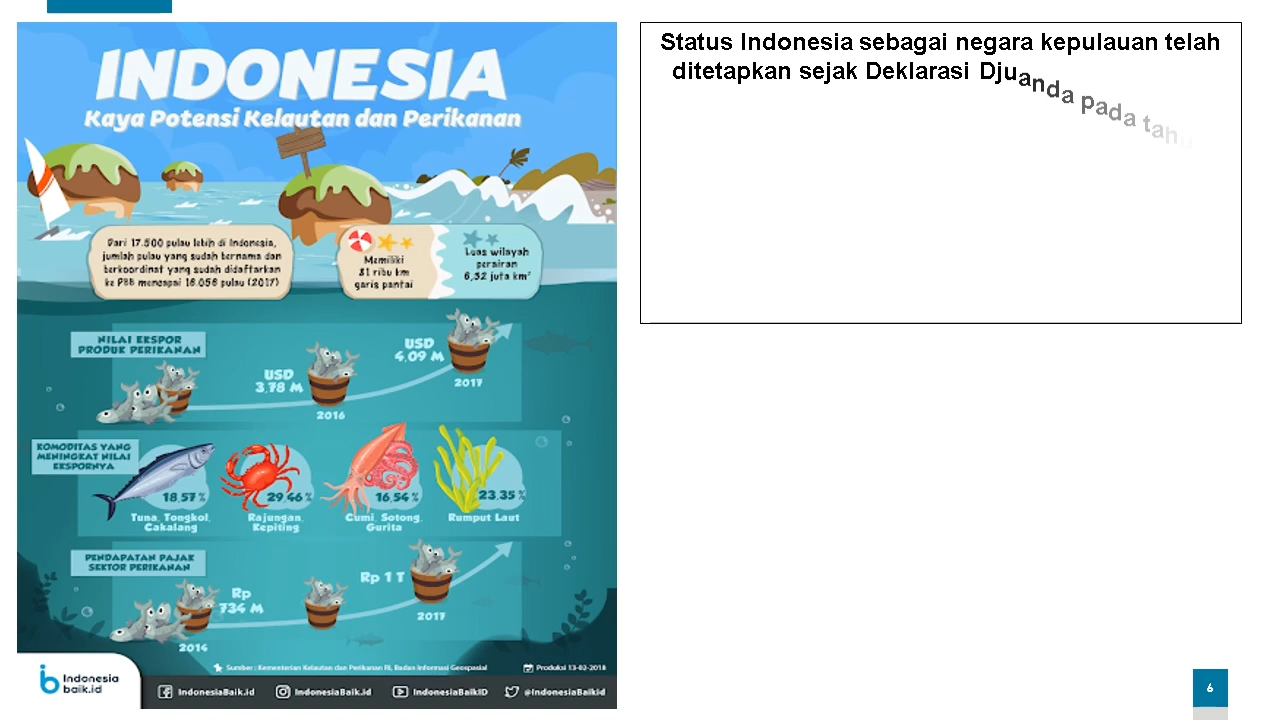 INDONESIA
Kaya Potensi Kelautan dan Perikanan
Dari 17.500 pulau lebih di Indonesia,
jumlah pulau yang sudah bernama dan
berkoordinat yang sudah didaftarkan
ke PBB mencapai 16.056 pulau (2017)
Memiliki
81 ribu km
garis pantai
Luas wilayah
perairan
6,32 juta km²
NILAI EKSPOR
PRODUK PERIKANAN
USD
3,78 M
2016
USD
4,09 M
2017
KOMODITAS YANG
MENINGKAT NILAI
EKSPORNYA
18,57 %
Tuna, Tongkol,
Cakalang
29,46 %
Rajungan,
Kepiting
16,54 %
Cumi, Sotong,
Gurita
23,35 %
Rumput Laut
PENDAPATAN PAJAK
SEKTOR PERIKANAN
Rp
734 M
2014
Rp 1 T
2017
Sumber : Kementerian Kelautan dan Perikanan RI, Badan Informasi Geospasial
Produksi 13-02-2018
Indonesia
baik.id
IndonesiaBaik.id
IndonesiaBaik.id
IndonesiaBaikID
@IndonesiaBaikId
Status Indonesia sebagai negara kepulauan telah
ditetapkan sejak Deklarasi Djuanda pada
6